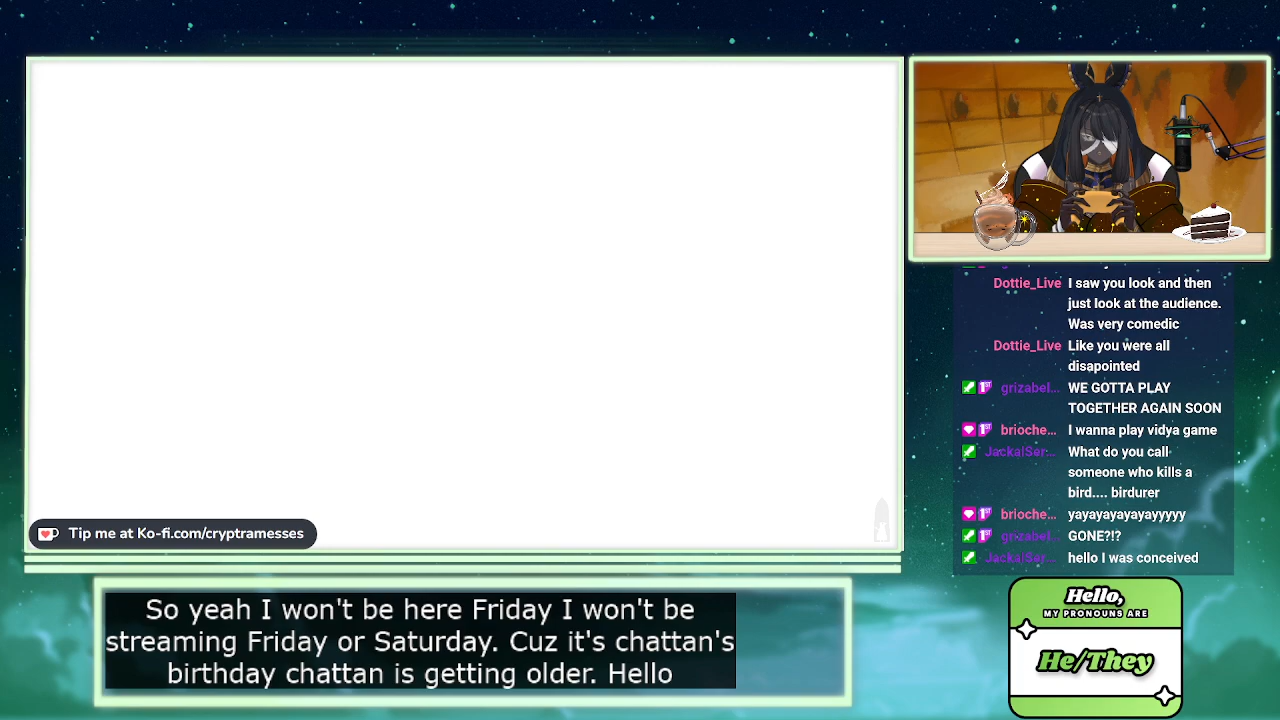 Dottie_Live I saw you look and then
just look at the audience.
Was very comedic
Dottie_Live Like you were all
disapointed
grizabel... WE GOTTA PLAY
TOGETHER AGAIN SOON
brioche... I wanna play vidya game
JackalSer... What do you call
someone who kills a
bird.... birdurer
brioche... yayayayayayayyyyy
grizabel... GONE?!?
JackalSer... hello I was conceived
Tip me at Ko-fi.com/cryptramesses
So yeah I won't be here Friday I won't be
streaming Friday or Saturday. Cuz it's chattan's
birthday chattan is getting older. Hello
Hello,
MY PRONOUNS ARE
He/They